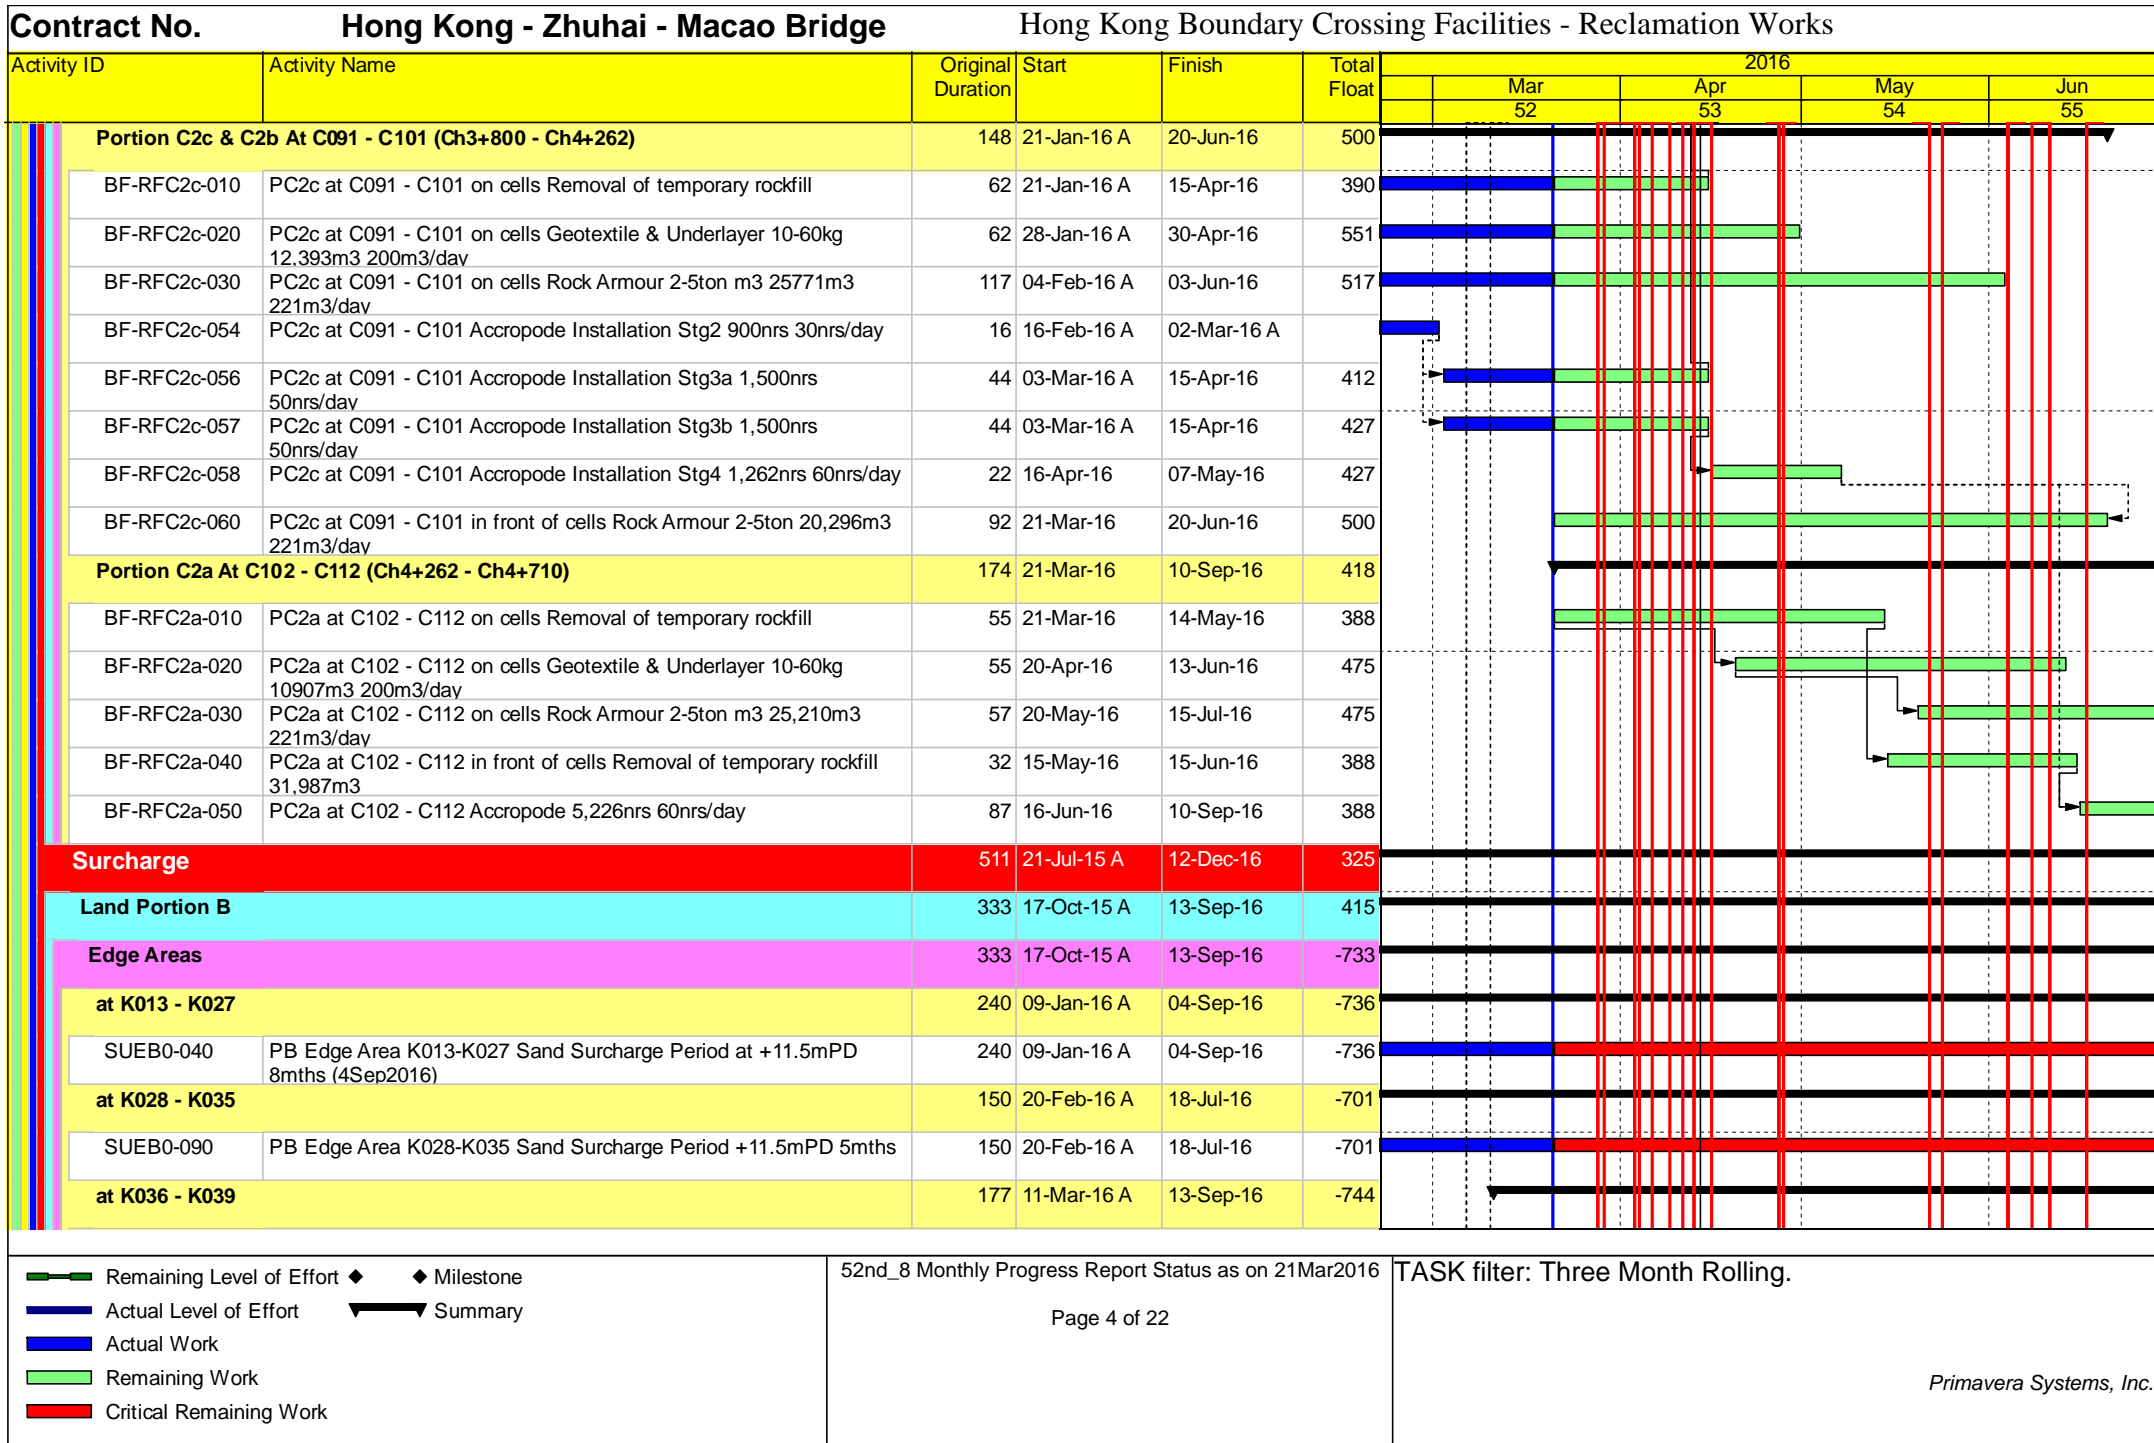 Contract No. Hong Kong - Zhuhai - Macao Bridge Hong Kong Boundary Crossing Facilities - Reclamation Works
Activity ID Activity Name Original Duration Start Finish Total Float 2016
Mar Apr May Jun
52 53 54 55
Portion C2c & C2b At C091 - C101 (Ch3+800 - Ch4+262) 148 21-Jan-16 A 20-Jun-16 500
BF-RFC2c-010 PC2c at C091 - C101 on cells Removal of temporary rockfill 62 21-Jan-16 A 15-Apr-16 390
BF-RFC2c-020 PC2c at C091 - C101 on cells Geotextile & Underlayer 10-60kg 62 28-Jan-16 A 30-Apr-16 551
12,393m3 200m3/day
BF-RFC2c-030 PC2c at C091 - C101 on cells Rock Armour 2-5ton m3 25771m3 117 04-Feb-16 A 03-Jun-16 517
221m3/day
BF-RFC2c-054 PC2c at C091 - C101 Accropode Installation Stg2 900nrs 30nrs/day 16 16-Feb-16 A 02-Mar-16 A
BF-RFC2c-056 PC2c at C091 - C101 Accropode Installation Stg3a 1,500nrs 44 03-Mar-16 A 15-Apr-16 412
50nrs/day
BF-RFC2c-057 PC2c at C091 - C101 Accropode Installation Stg3b 1,500nrs 44 03-Mar-16 A 15-Apr-16 427
50nrs/day
BF-RFC2c-058 PC2c at C091 - C101 Accropode Installation Stg4 1,262nrs 60nrs/day 22 16-Apr-16 07-May-16 427
BF-RFC2c-060 PC2c at C091 - C101 in front of cells Rock Armour 2-5ton 20,296m3 92 21-Mar-16 20-Jun-16 500
221m3/day
Portion C2a At C102 - C112 (Ch4+262 - Ch4+710) 174 21-Mar-16 10-Sep-16 418
BF-RFC2a-010 PC2a at C102 - C112 on cells Removal of temporary rockfill 55 21-Mar-16 14-May-16 388
BF-RFC2a-020 PC2a at C102 - C112 on cells Geotextile & Underlayer 10-60kg 55 20-Apr-16 13-Jun-16 475
10907m3 200m3/day
BF-RFC2a-030 PC2a at C102 - C112 on cells Rock Armour 2-5ton m3 25,210m3 57 20-May-16 15-Jul-16 475
221m3/day
BF-RFC2a-040 PC2a at C102 - C112 in front of cells Removal of temporary rockfill 32 15-May-16 15-Jun-16 388
31,987m3
BF-RFC2a-050 PC2a at C102 - C112 Accropode 5,226nrs 60nrs/day 87 16-Jun-16 10-Sep-16 388
Surcharge 511 21-Jul-15 A 12-Dec-16 325
Land Portion B 333 17-Oct-15 A 13-Sep-16 415
Edge Areas 333 17-Oct-15 A 13-Sep-16 -733
at K013 - K027 240 09-Jan-16 A 04-Sep-16 -736
SUEB0-040 PB Edge Area K013-K027 Sand Surcharge Period at +11.5mPD 240 09-Jan-16 A 04-Sep-16 -736
8mths (4Sep2016)
at K028 - K035 150 20-Feb-16 A 18-Jul-16 -701
SUEB0-090 PB Edge Area K028-K035 Sand Surcharge Period +11.5mPD 5mths 150 20-Feb-16 A 18-Jul-16 -701
at K036 - K039 177 11-Mar-16 A 13-Sep-16 -744
Remaining Level of Effort Milestone
Actual Level of Effort Summary
Actual Work
Remaining Work
Critical Remaining Work
52nd_8 Monthly Progress Report Status as on 21Mar2016
Page 4 of 22
TASK filter: Three Month Rolling.
Primavera Systems, Inc.